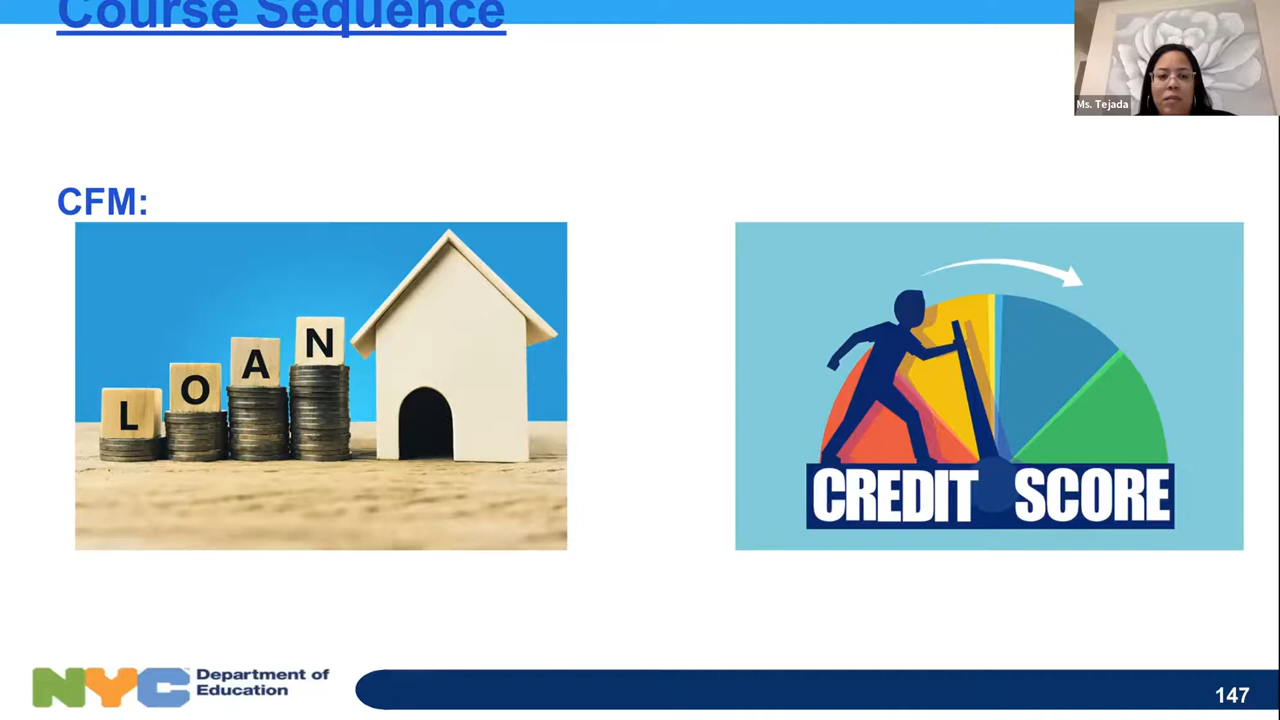 Course Sequence
Ms. Tejada
CFM:
L O A N
CREDIT SCORE
NYC Department of
Education
147